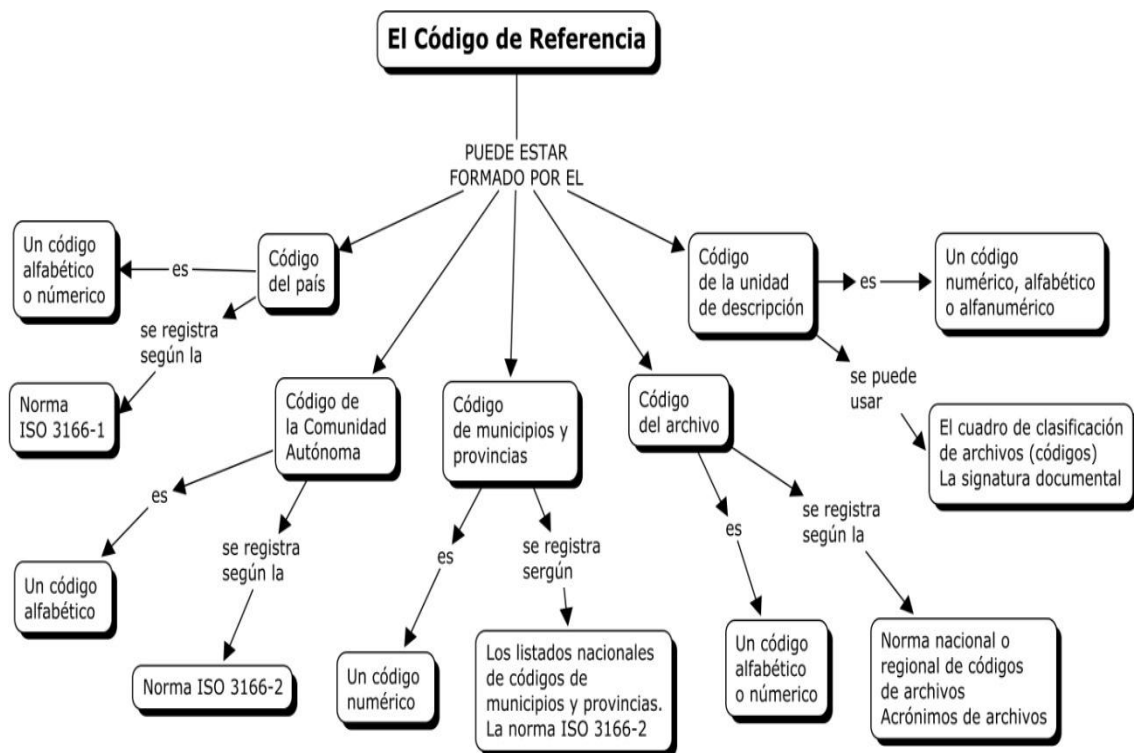 El Código de Referencia
PUEDE ESTAR
FORMADO POR EL
Un código
alfabético
o númerico
es
Código
del país
se registra
según la
Norma
ISO 3166-1
Código
de la unidad
de descripción
es
Un código
numérico, alfabético
o alfanumérico
se puede
usar
El cuadro de clasificación
de archivos (códigos)
La signatura documental
Código de
la Comunidad
Autónoma
es
Un código
alfabético
se registra
según la
Norma ISO 3166-2
Código
de municipios y
provincias
es
Un código
numérico
se registra
sergún
Los listados nacionales
de códigos de
municipios y provincias.
La norma ISO 3166-2
Código
del archivo
es
Un código
alfabético
o númerico
se registra
según la
Norma nacional o
regional de códigos
de archivos
Acrónimos de archivos